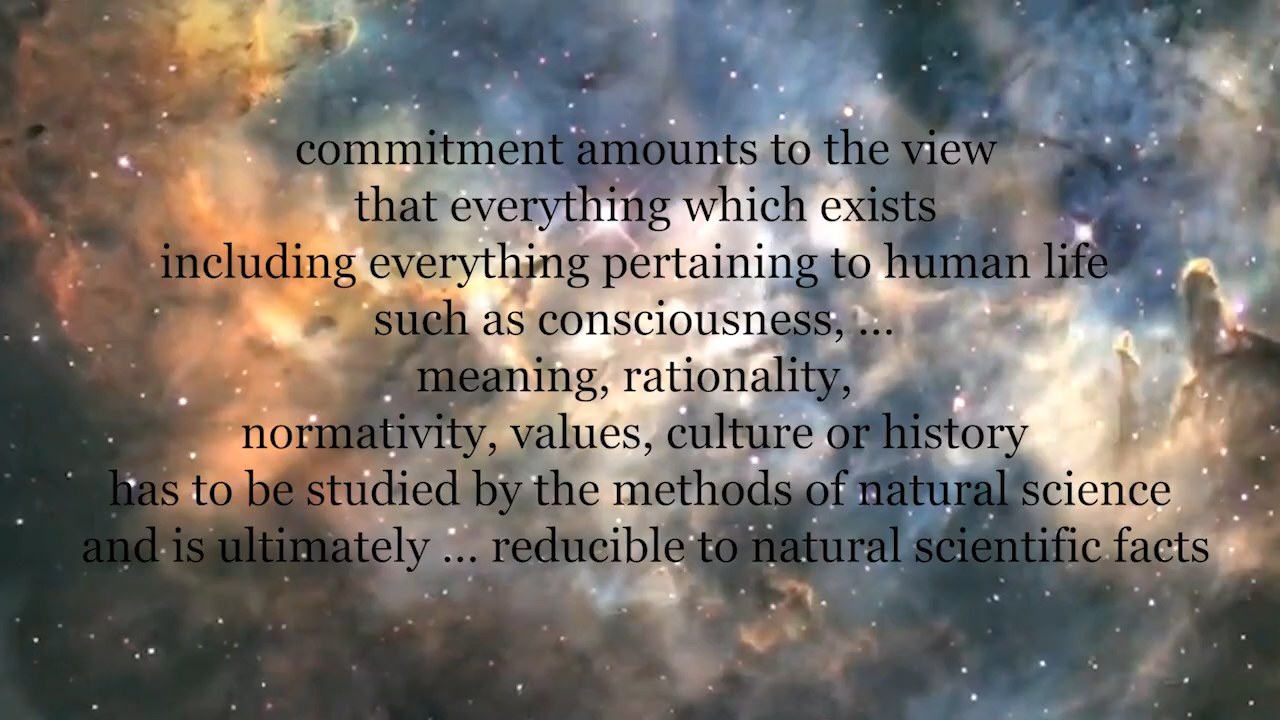 commitment amounts to the view
that everything which exists
including everything pertaining to human life
such as consciousness, ...
meaning, rationality,
normativity, values, culture or history
has to be studied by the methods of natural science
and is ultimately ... reducible to natural scientific facts